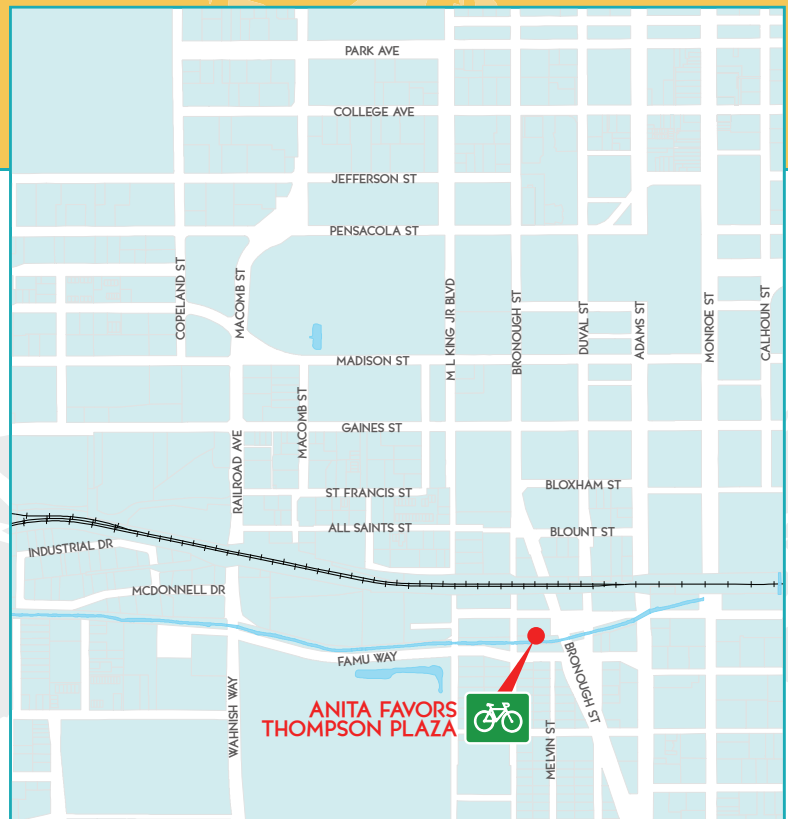 PARK AVE
COLLEGE AVE
JEFFERSON ST
PENSACOLA ST
COPELAND ST
MACOMB ST
M L KING JR BLVD
BRONOUGH ST
DUVAL ST
ADAMS ST
MONROE ST
CALHOUN ST
MADISON ST
MACOMB ST
GAINES ST
RAILROAD AVE
ST FRANCIS ST
BLOXHAM ST
ALL SAINTS ST
BLOUNT ST
INDUSTRIAL DR
MCDONNELL DR
FAMU WAY
BRONOUGH ST
WAHNISH WAY
ANITA FAVORS
THOMPSON PLAZA
MELVIN ST